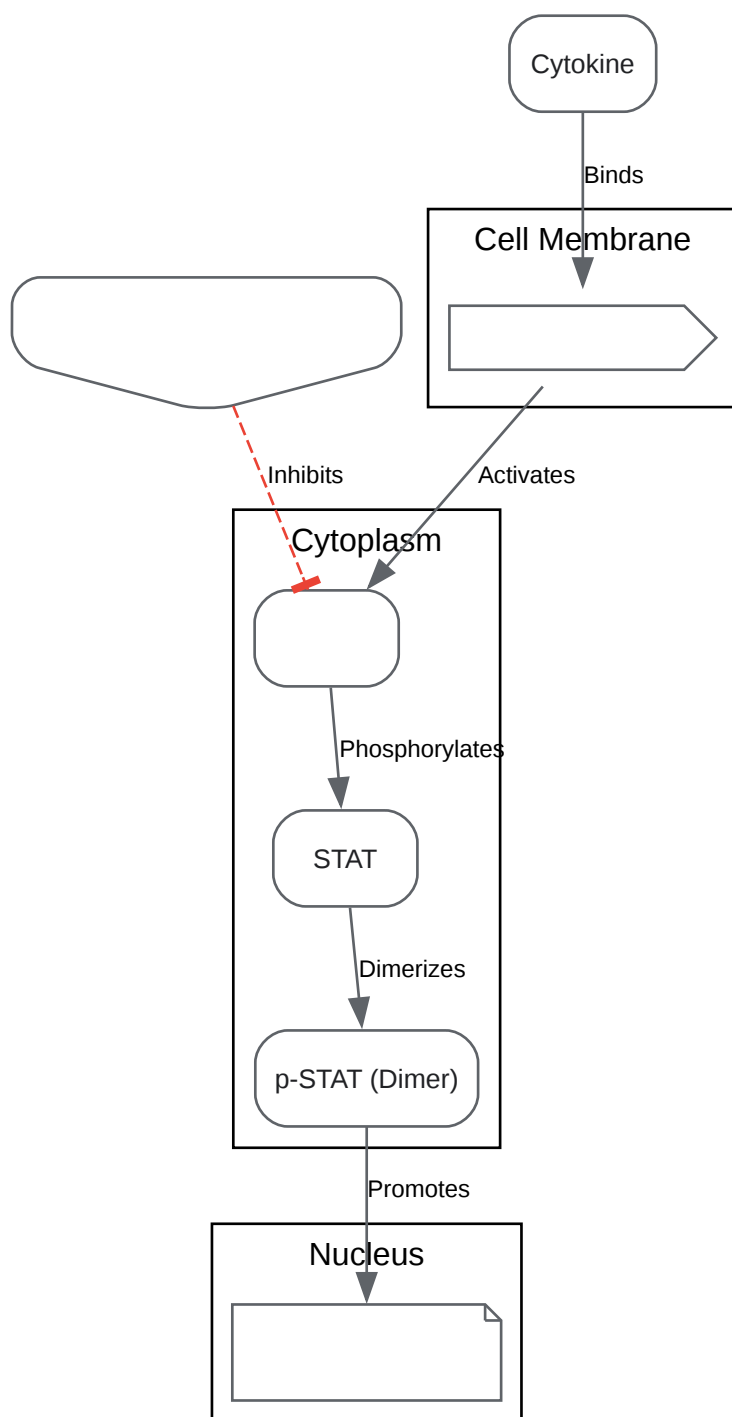 Cytokine
Binds
Cell Membrane
Inhibits
Activates
Cytoplasm
Phosphorylates
STAT
Dimerizes
p-STAT (Dimer)
Promotes
Nucleus